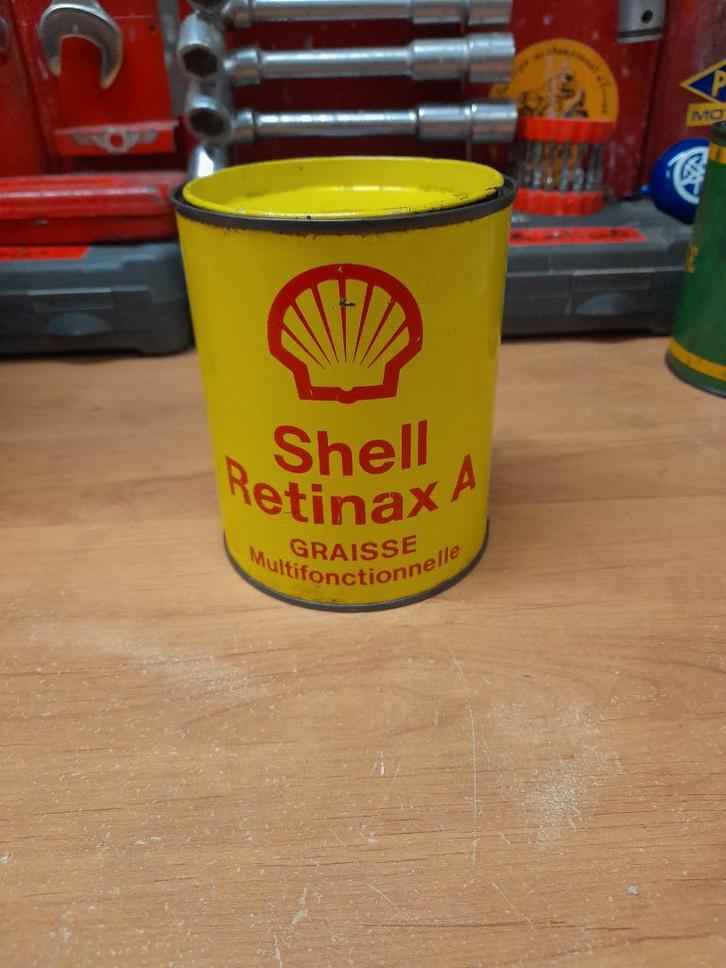 Shell
Retinax A
GRAISSE
Multifonctionnelle